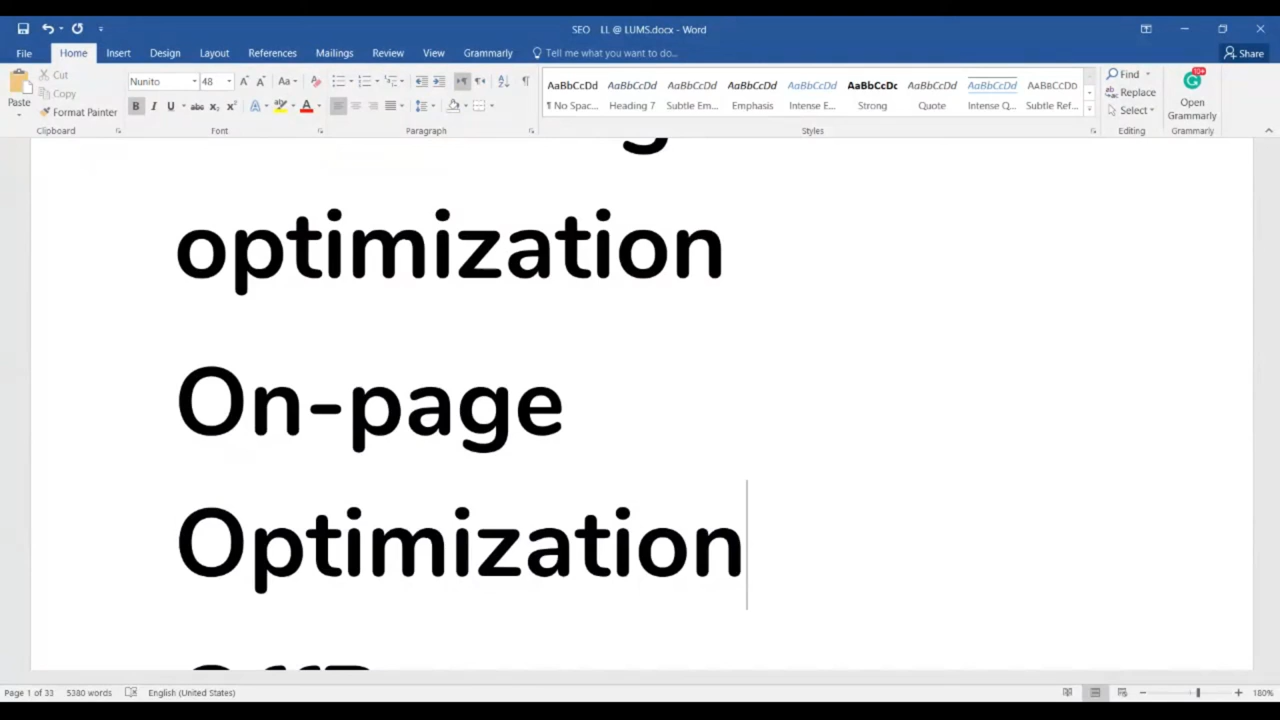 SEO LL @ LUMS.docx - Word
File Home Insert Design Layout References Mailings Review View Grammarly Tell me what you want to do... Share
Paste Cut Copy Format Painter
Clipboard
Nunito 48
Font
Paragraph
AaBbCcDd AaBbCcDd AaBbCcDd AaBbCcDd AaBbCcDd AaBbCcDc AaBbCcDd AaBbCcDd AABBCCDD
¶ No Spac... Heading 7 Subtle Em... Emphasis Intense E... Strong Quote Intense Q... Subtle Ref...
Styles
Find
Replace
Select
Editing
10+
Open
Grammarly
Grammarly
optimization
On-page
Optimization
Page 1 of 33 5380 words English (United States) 180%